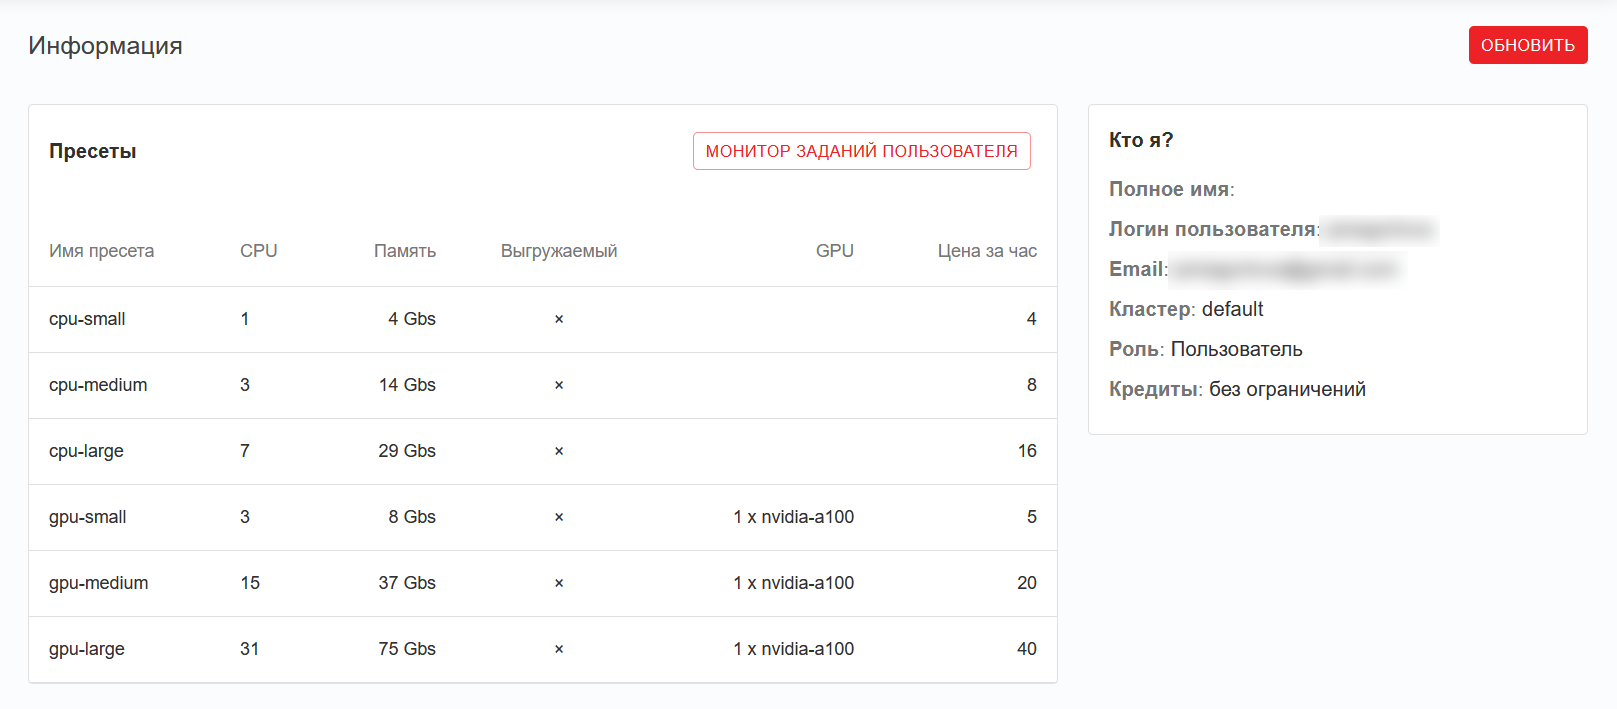 Информация
ОБНОВИТЬ
Пресеты
МОНИТОР ЗАДАНИЙ ПОЛЬЗОВАТЕЛЯ
Имя пресета CPU Память Выгружаемый GPU Цена за час
cpu-small 1 4 Gbs × 4
cpu-medium 3 14 Gbs × 8
cpu-large 7 29 Gbs × 16
gpu-small 3 8 Gbs × 1 x nvidia-a100 5
gpu-medium 15 37 Gbs × 1 x nvidia-a100 20
gpu-large 31 75 Gbs × 1 x nvidia-a100 40
Кто я?
Полное имя:
Логин пользователя:
Email:
Кластер: default
Роль: Пользователь
Кредиты: без ограничений